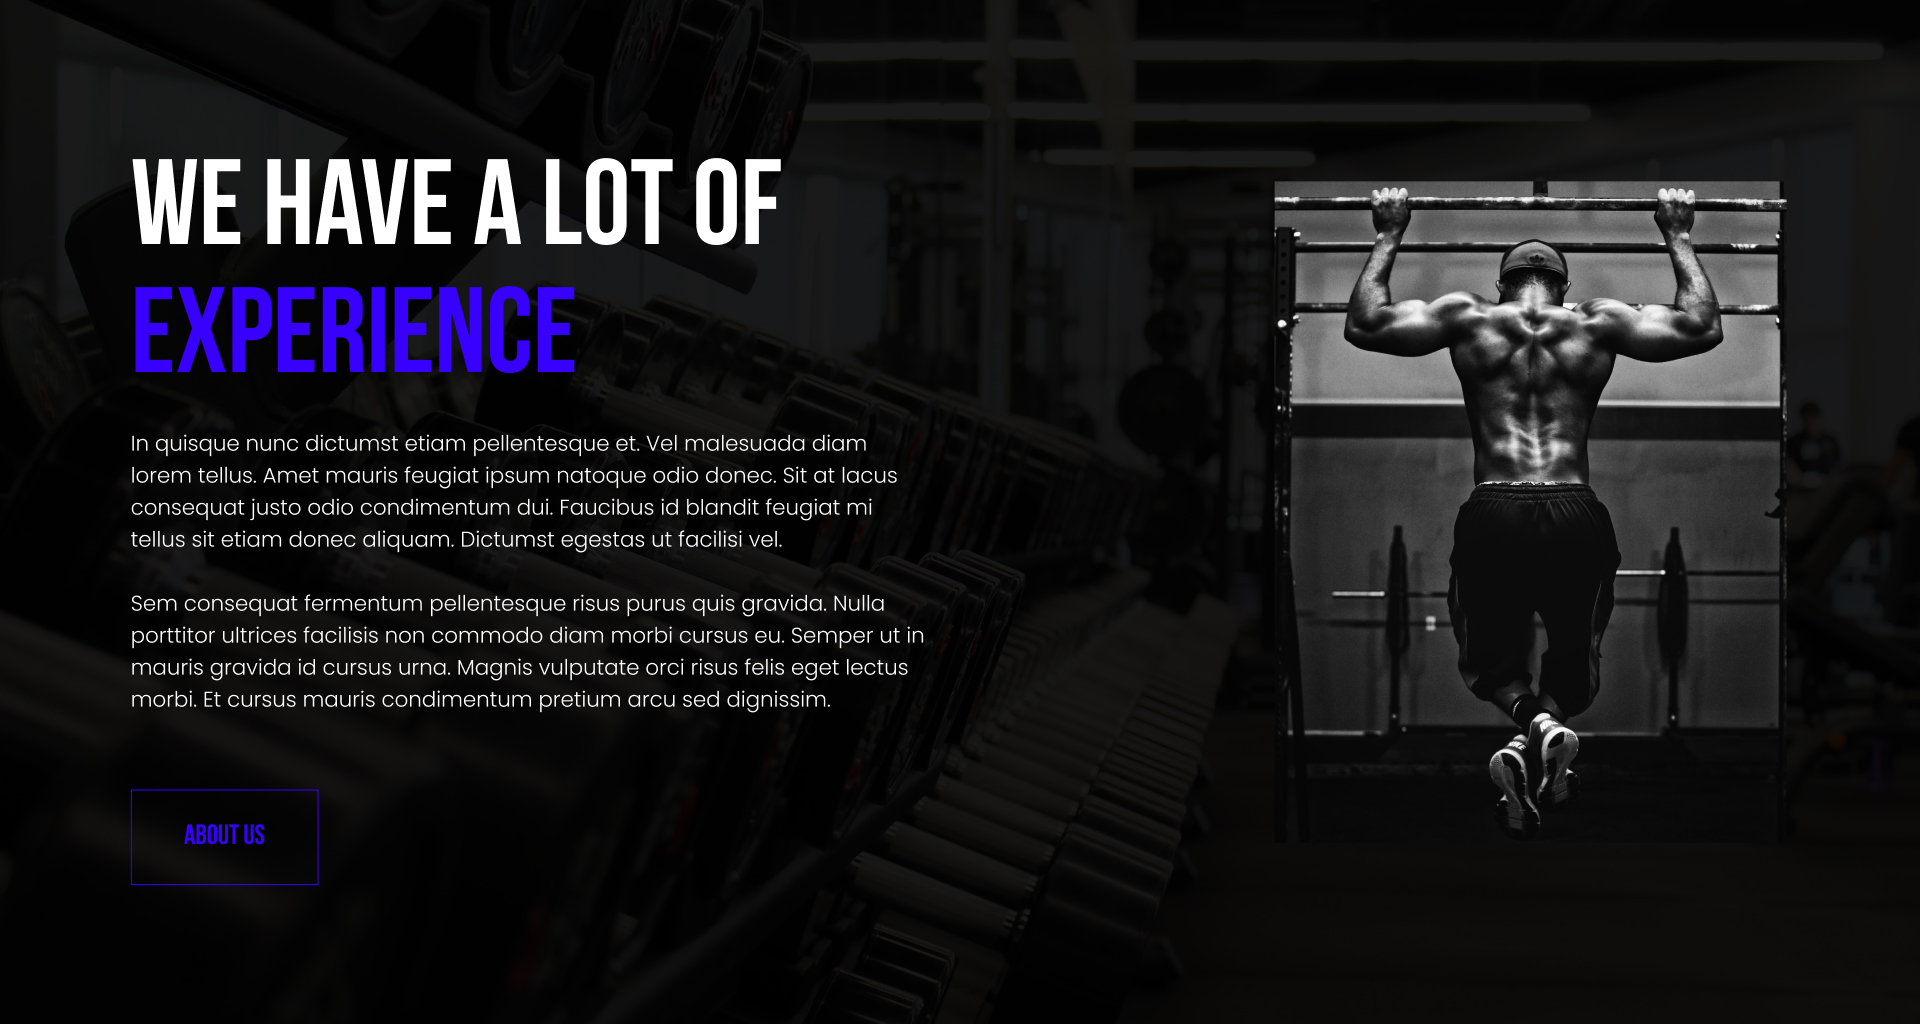 WE HAVE A LOT OF
EXPERIENCE
In quisque nunc dictumst etiam pellentesque et. Vel malesuada diam
lorem tellus. Amet mauris feugiat ipsum natoque odio donec. Sit at lacus
consequat justo odio condimentum dui. Faucibus id blandit feugiat mi
tellus sit etiam donec aliquam. Dictumst egestas ut facilisi vel.
Sem consequat fermentum pellentesque risus purus quis gravida. Nulla
porttitor ultrices facilisis non commodo diam morbi cursus eu. Semper ut in
mauris gravida id cursus urna. Magnis vulputate orci risus felis eget lectus
morbi. Et cursus mauris condimentum pretium arcu sed dignissim.
ABOUT US